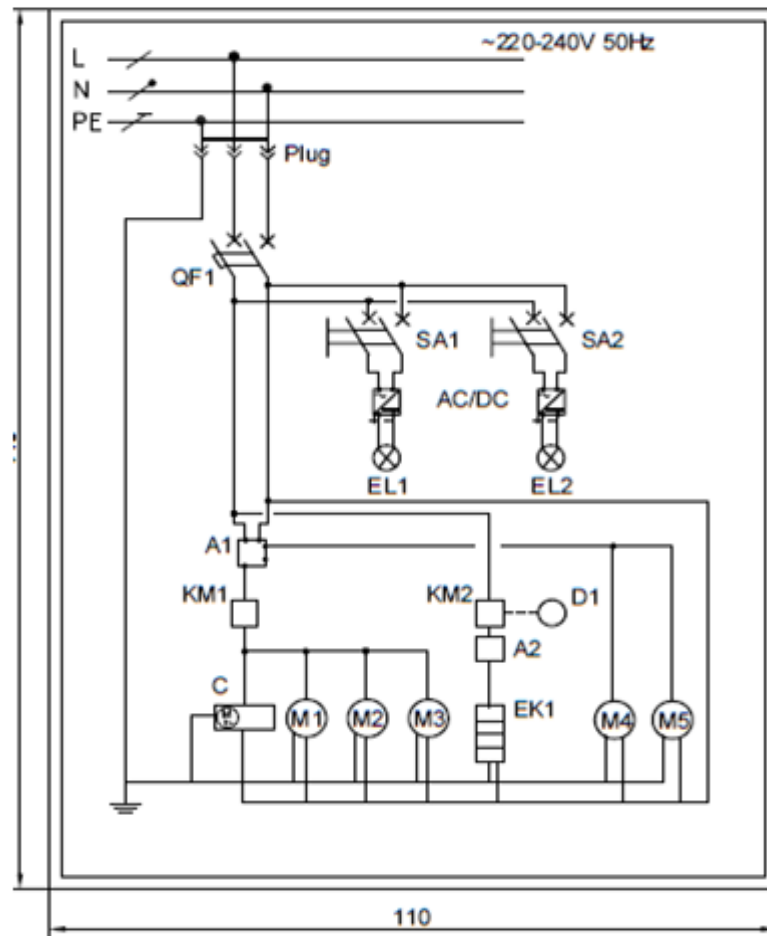 ~220-240V 50Hz
L
N
PE
Plug
QF1
SA1
SA2
AC/DC
EL1
EL2
A1
KM1
KM2
D1
A2
C
EK1
M1
M2
M3
M4
M5
110